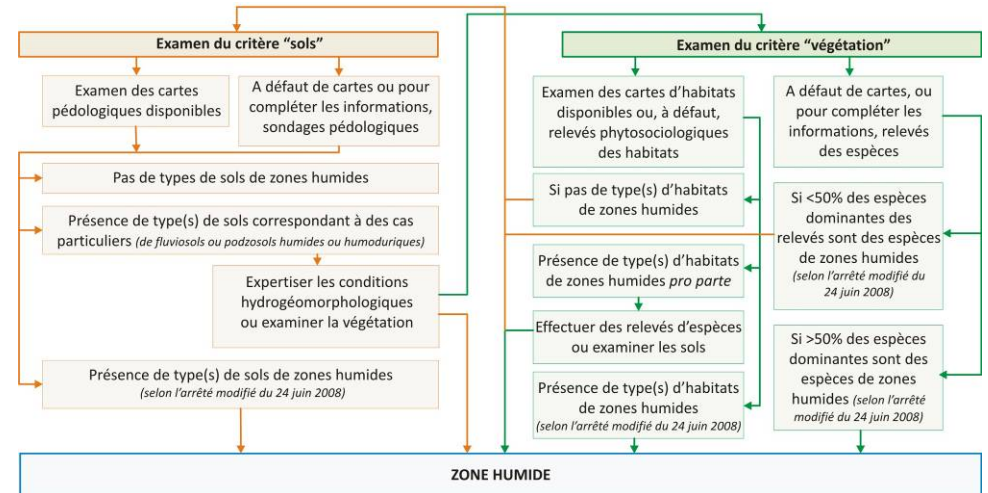 Examen du critère “sols”
Examen des cartes
pédologiques disponibles
A défaut de cartes ou pour
compléter les informations,
sondages pédologiques
Pas de types de sols de zones humides
Présence de type(s) de sols correspondant à des cas
particuliers (de fluviosols ou podzosols humides ou humoduriques)
Expertiser les conditions
hydrogéomorphologiques
ou examiner la végétation
Présence de type(s) de sols de zones humides
(selon l’arrêté modifié du 24 juin 2008)
Examen du critère “végétation”
Examen des cartes d’habitats
disponibles ou, à défaut,
relevés phytosociologiques
des habitats
Si pas de type(s) d’habitats
de zones humides
Présence de type(s) d’habitats
de zones humides pro parte
Effectuer des relevés d’espèces
ou examiner les sols
Présence de type(s) d’habitats
de zones humides
(selon l’arrêté modifié du 24 juin 2008)
A défaut de cartes, ou
pour compléter les
informations, relevés
des espèces
Si <50% des espèces
dominantes des
relevés sont des espèces
de zones humides
(selon l’arrêté modifié du
24 juin 2008)
Si >50% des espèces
dominantes sont des
espèces de zones
humides (selon l’arrêté
modifié du 24 juin 2008)
ZONE HUMIDE